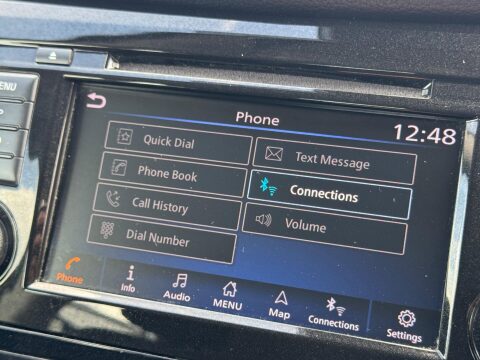 MENU
Phone
12:48
Quick Dial
Text Message
Phone Book
Connections
Call History
Volume
Dial Number
Phone
Info
Audio
MENU
Map
Connections
Settings